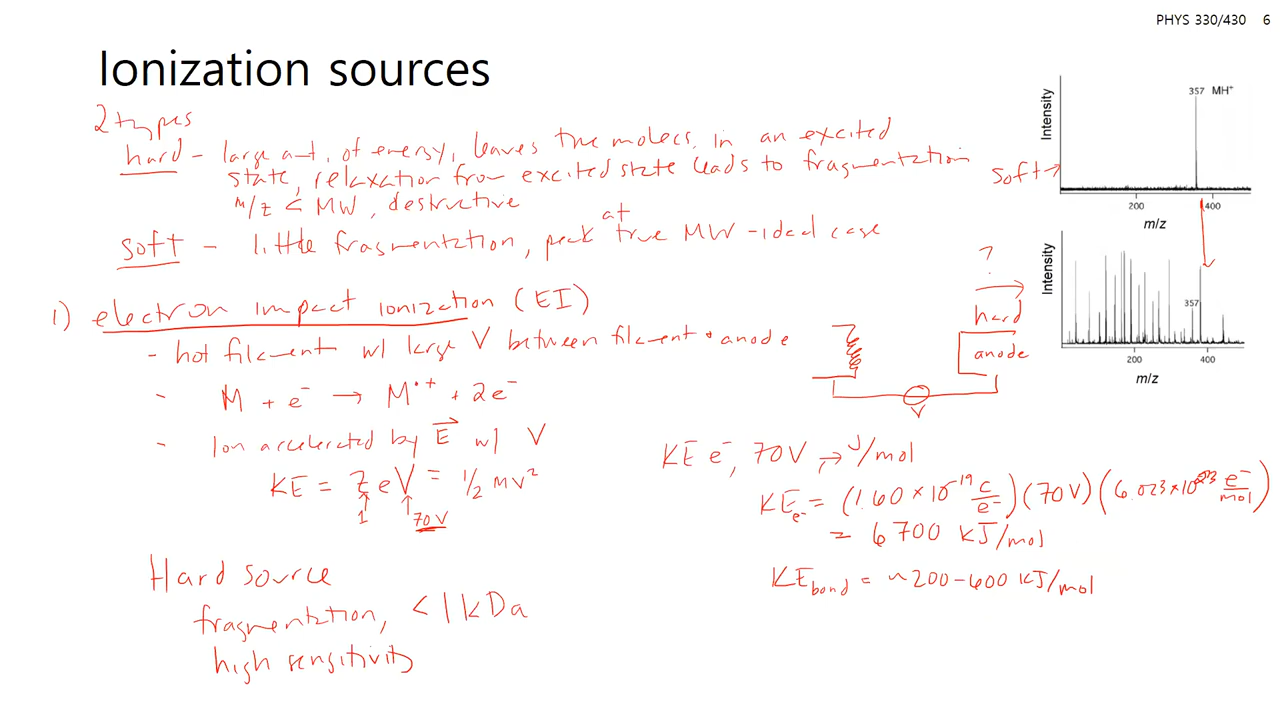 PHYS 330/430 6
Ionization sources
2 types
hard - large amt. of energy, leaves the molecs. in an excited
state, relaxation from excited state leads to fragmentation
m/z < MW, destructive
soft - little fragmentation, peak at true MW - ideal case
1) electron impact ionization (EI)
- hot filament w/ large V between filament + anode
- M + e⁻ → M•⁺ + 2e⁻
- Ion accelerated by E⃗ w/ V
KE = z e V = 1/2 mv²
1
70V
Hard source
fragmentation, < 1 kDa
high sensitivity
soft →
Intensity
357 MH⁺
200 400
m/z
?
hard
anode
V
Intensity
357
200 400
m/z
KE e⁻, 70V → J/mol
KE e⁻ = (1.60 × 10⁻¹⁹ C/e⁻) (70V) (6.023 × 10²³ e⁻/mol)
= 6700 kJ/mol
KE bond = ~200-600 kJ/mol